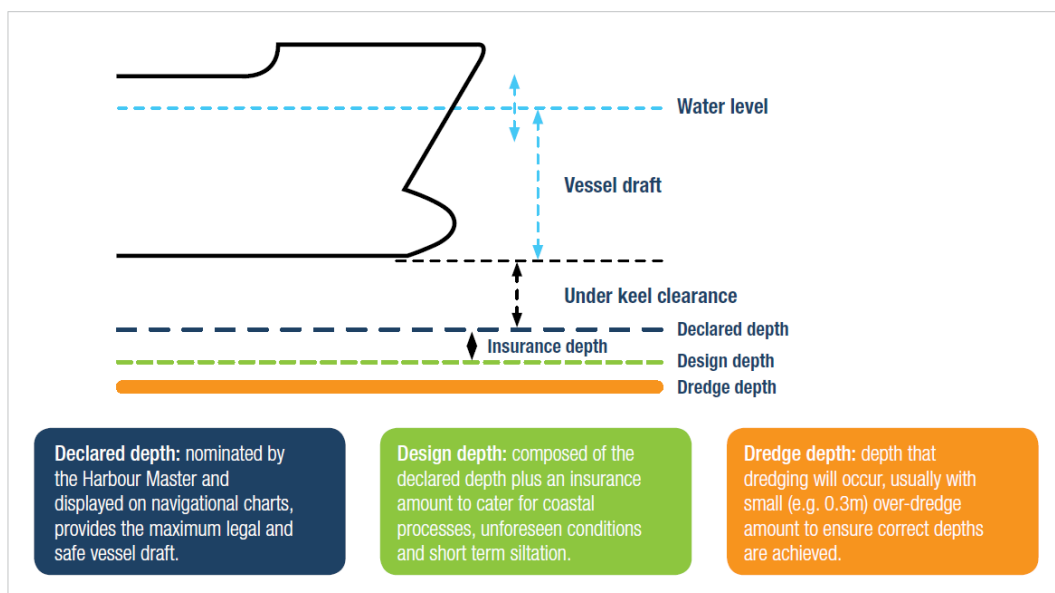 Water level
Vessel draft
Under keel clearance
Declared depth
Insurance depth
Design depth
Dredge depth
Declared depth: nominated by
the Harbour Master and
displayed on navigational charts,
provides the maximum legal and
safe vessel draft.
Design depth: composed of the
declared depth plus an insurance
amount to cater for coastal
processes, unforeseen conditions
and short term siltation.
Dredge depth: depth that
dredging will occur, usually with
small (e.g. 0.3m) over-dredge
amount to ensure correct depths
are achieved.